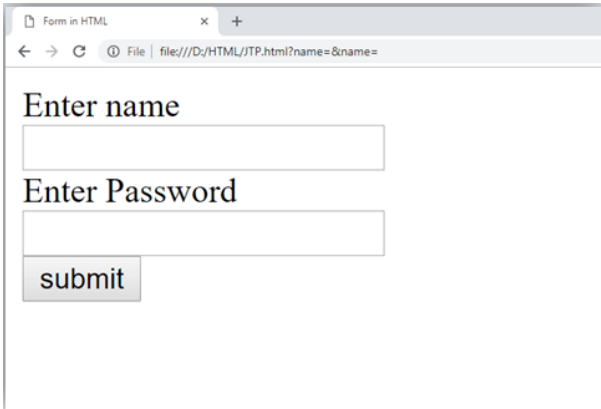 Form in HTML
File | file:///D:/HTML/JTP.html?name=&name=
Enter name
Enter Password
submit